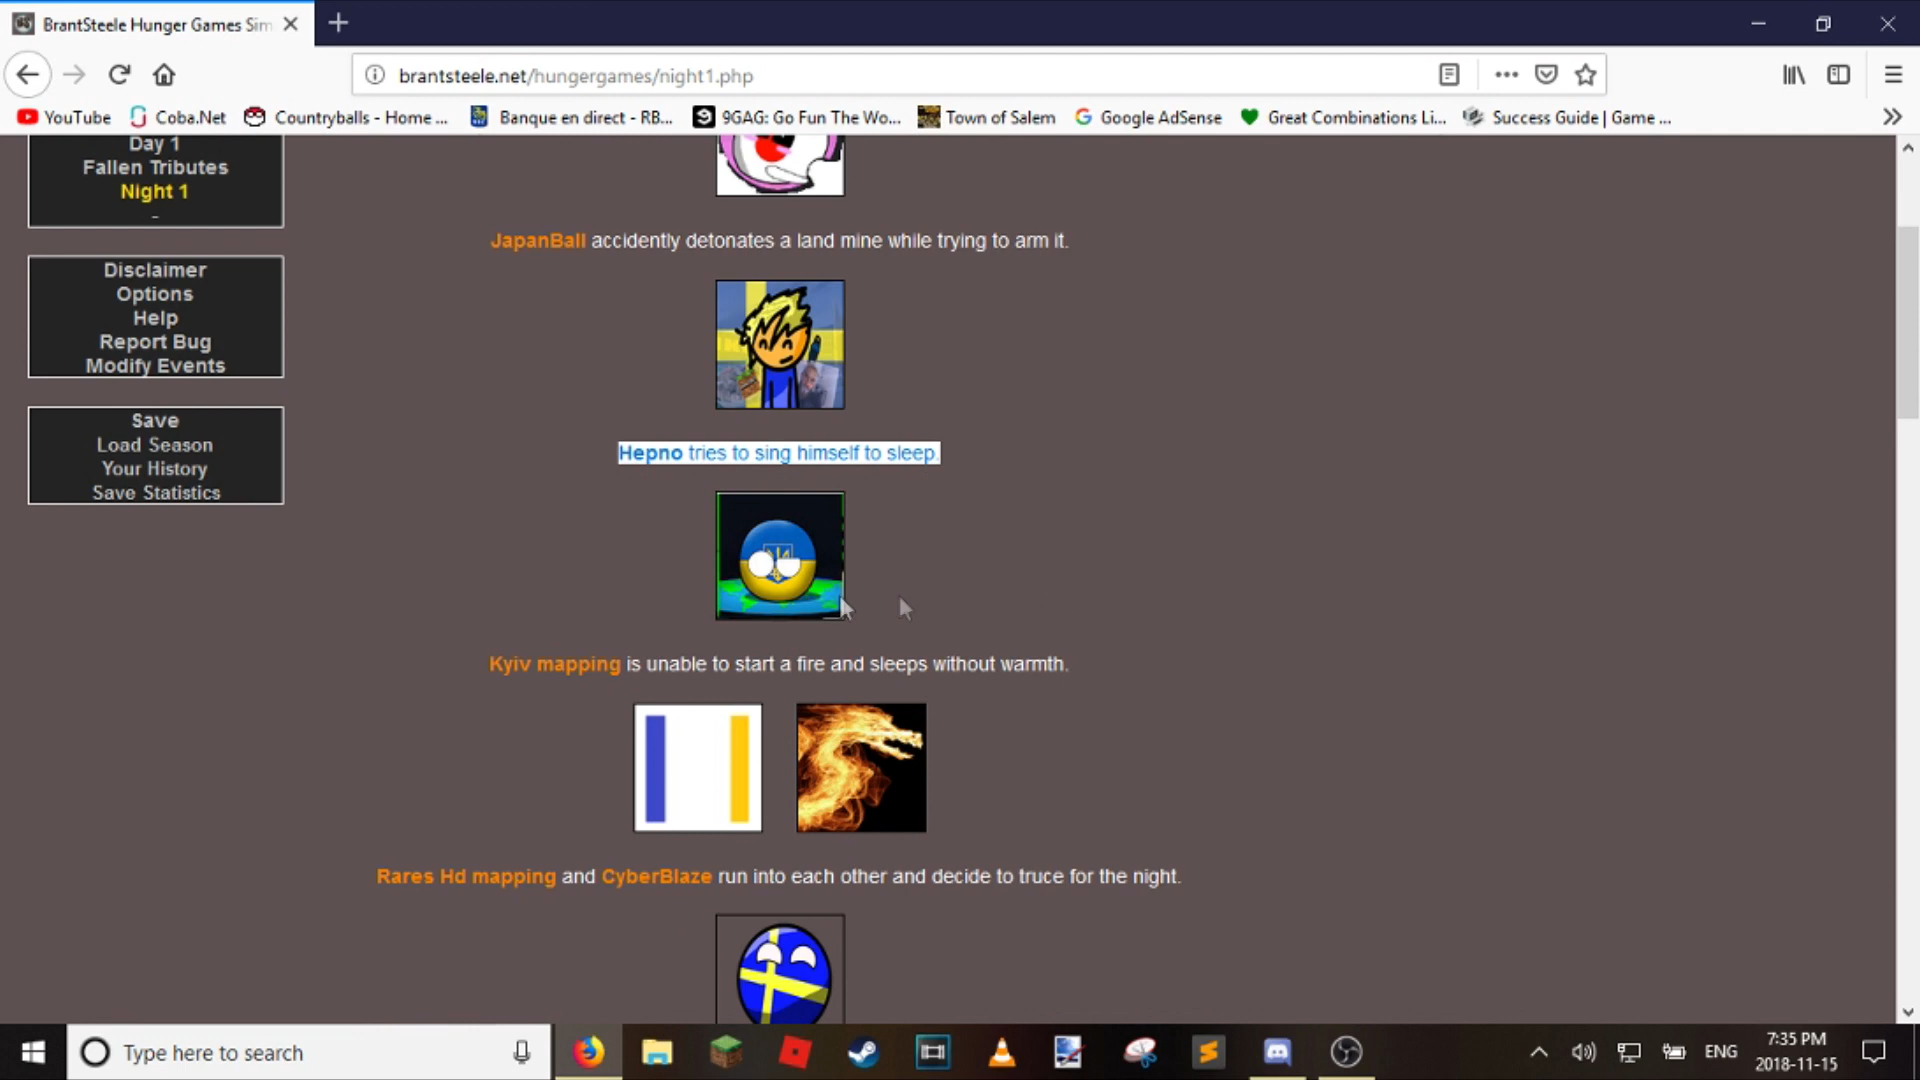 BrantSteele Hunger Games Sim
brantsteele.net/hungergames/night1.php
YouTube
Coba.Net
Countryballs - Home ...
Banque en direct - RB...
9GAG: Go Fun The Wo...
Town of Salem
Google AdSense
Great Combinations Li...
Success Guide | Game ...
Day 1
Fallen Tributes
Night 1
-
Disclaimer
Options
Help
Report Bug
Modify Events
Save
Load Season
Your History
Save Statistics
JapanBall accidently detonates a land mine while trying to arm it.
Hepno tries to sing himself to sleep.
Kyiv mapping is unable to start a fire and sleeps without warmth.
Rares Hd mapping and CyberBlaze run into each other and decide to truce for the night.
Type here to search
ENG
7:35 PM
2018-11-15